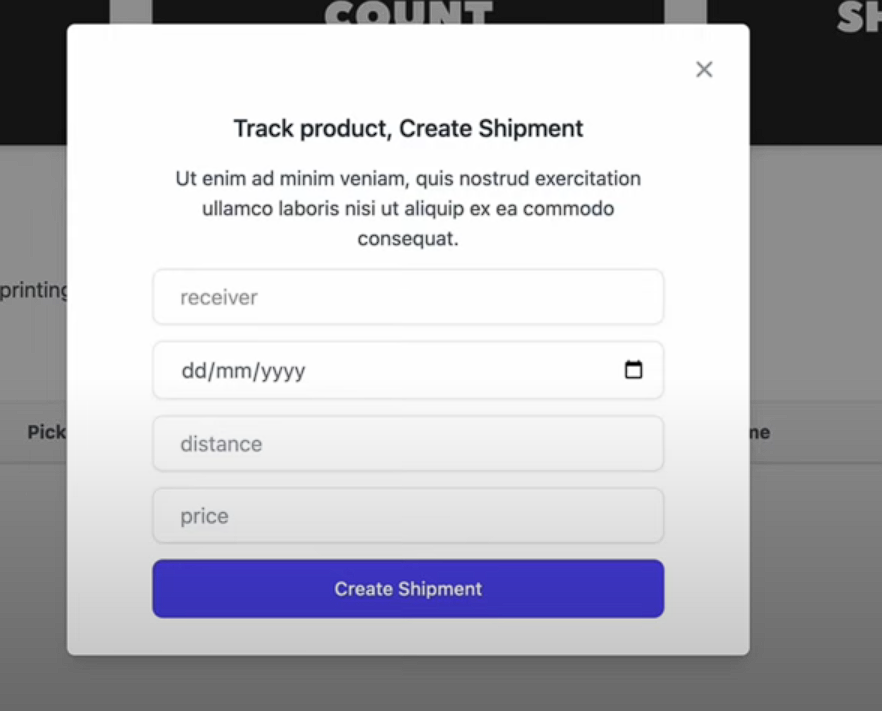 COUNT
SH
Track product, Create Shipment
Ut enim ad minim veniam, quis nostrud exercitation
ullamco laboris nisi ut aliquip ex ea commodo
consequat.
printing
receiver
dd/mm/yyyy
Pick
distance
me
price
Create Shipment